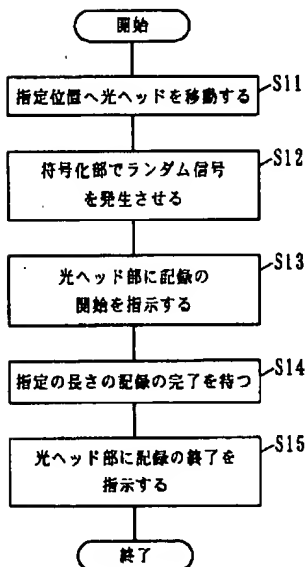 開始
指定位置へ光ヘッドを移動する
S11
符号化部でランダム信号
を発生させる
S12
光ヘッド部に記録の
開始を指示する
S13
指定の長さの記録の完了を待つ
S14
光ヘッド部に記録の終了を
指示する
S15
終了